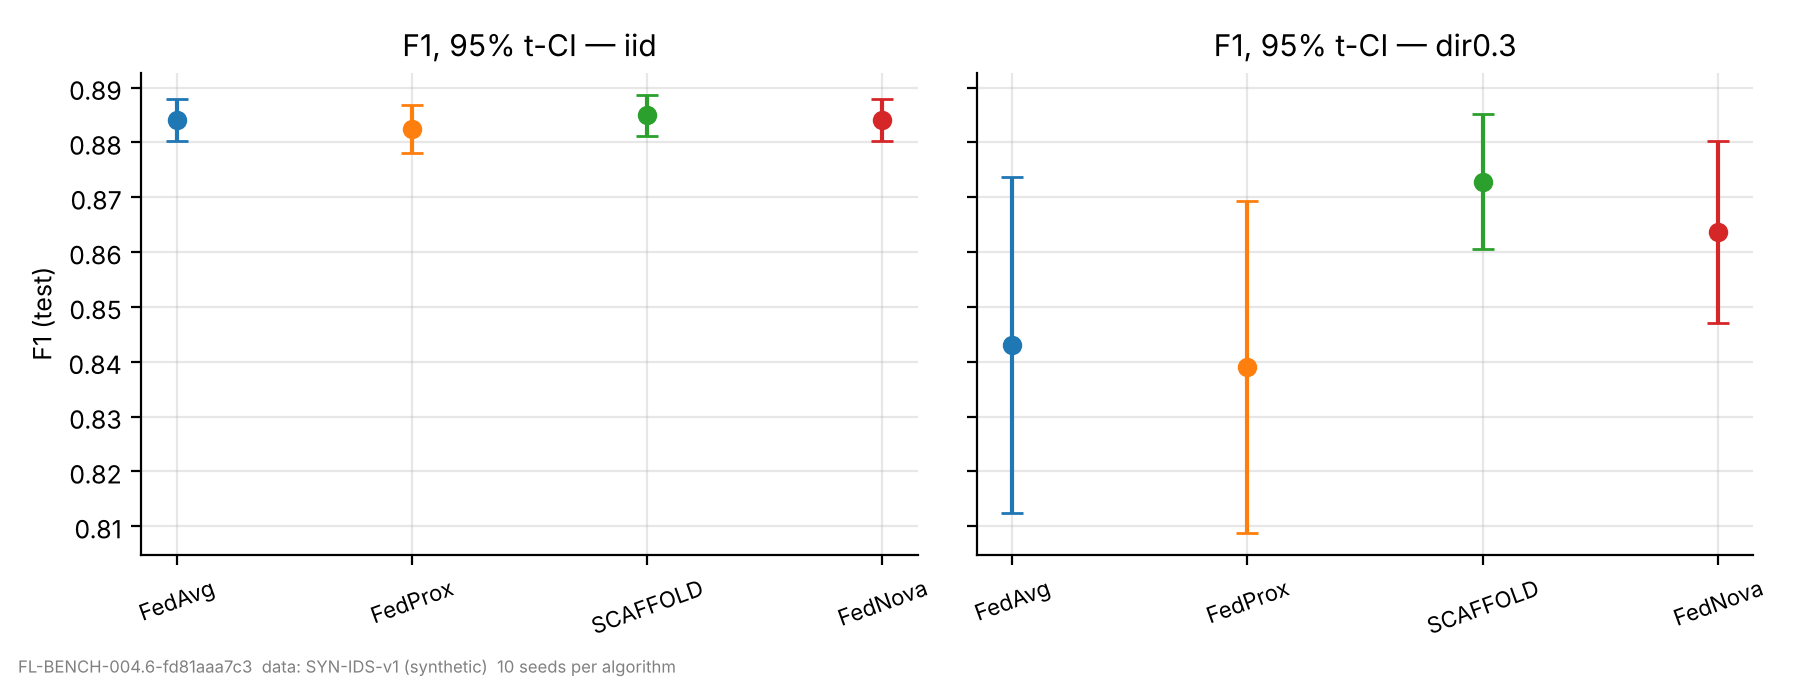 F1, 95% t-CI — iid
F1, 95% t-CI — dir0.3
F1 (test)
0.89
0.88
0.87
0.86
0.85
0.84
0.83
0.82
0.81
FedAvg
FedProx
SCAFFOLD
FedNova
FedAvg
FedProx
SCAFFOLD
FedNova
FL-BENCH-004.6-fd81aaa7c3 data: SYN-IDS-v1 (synthetic) 10 seeds per algorithm